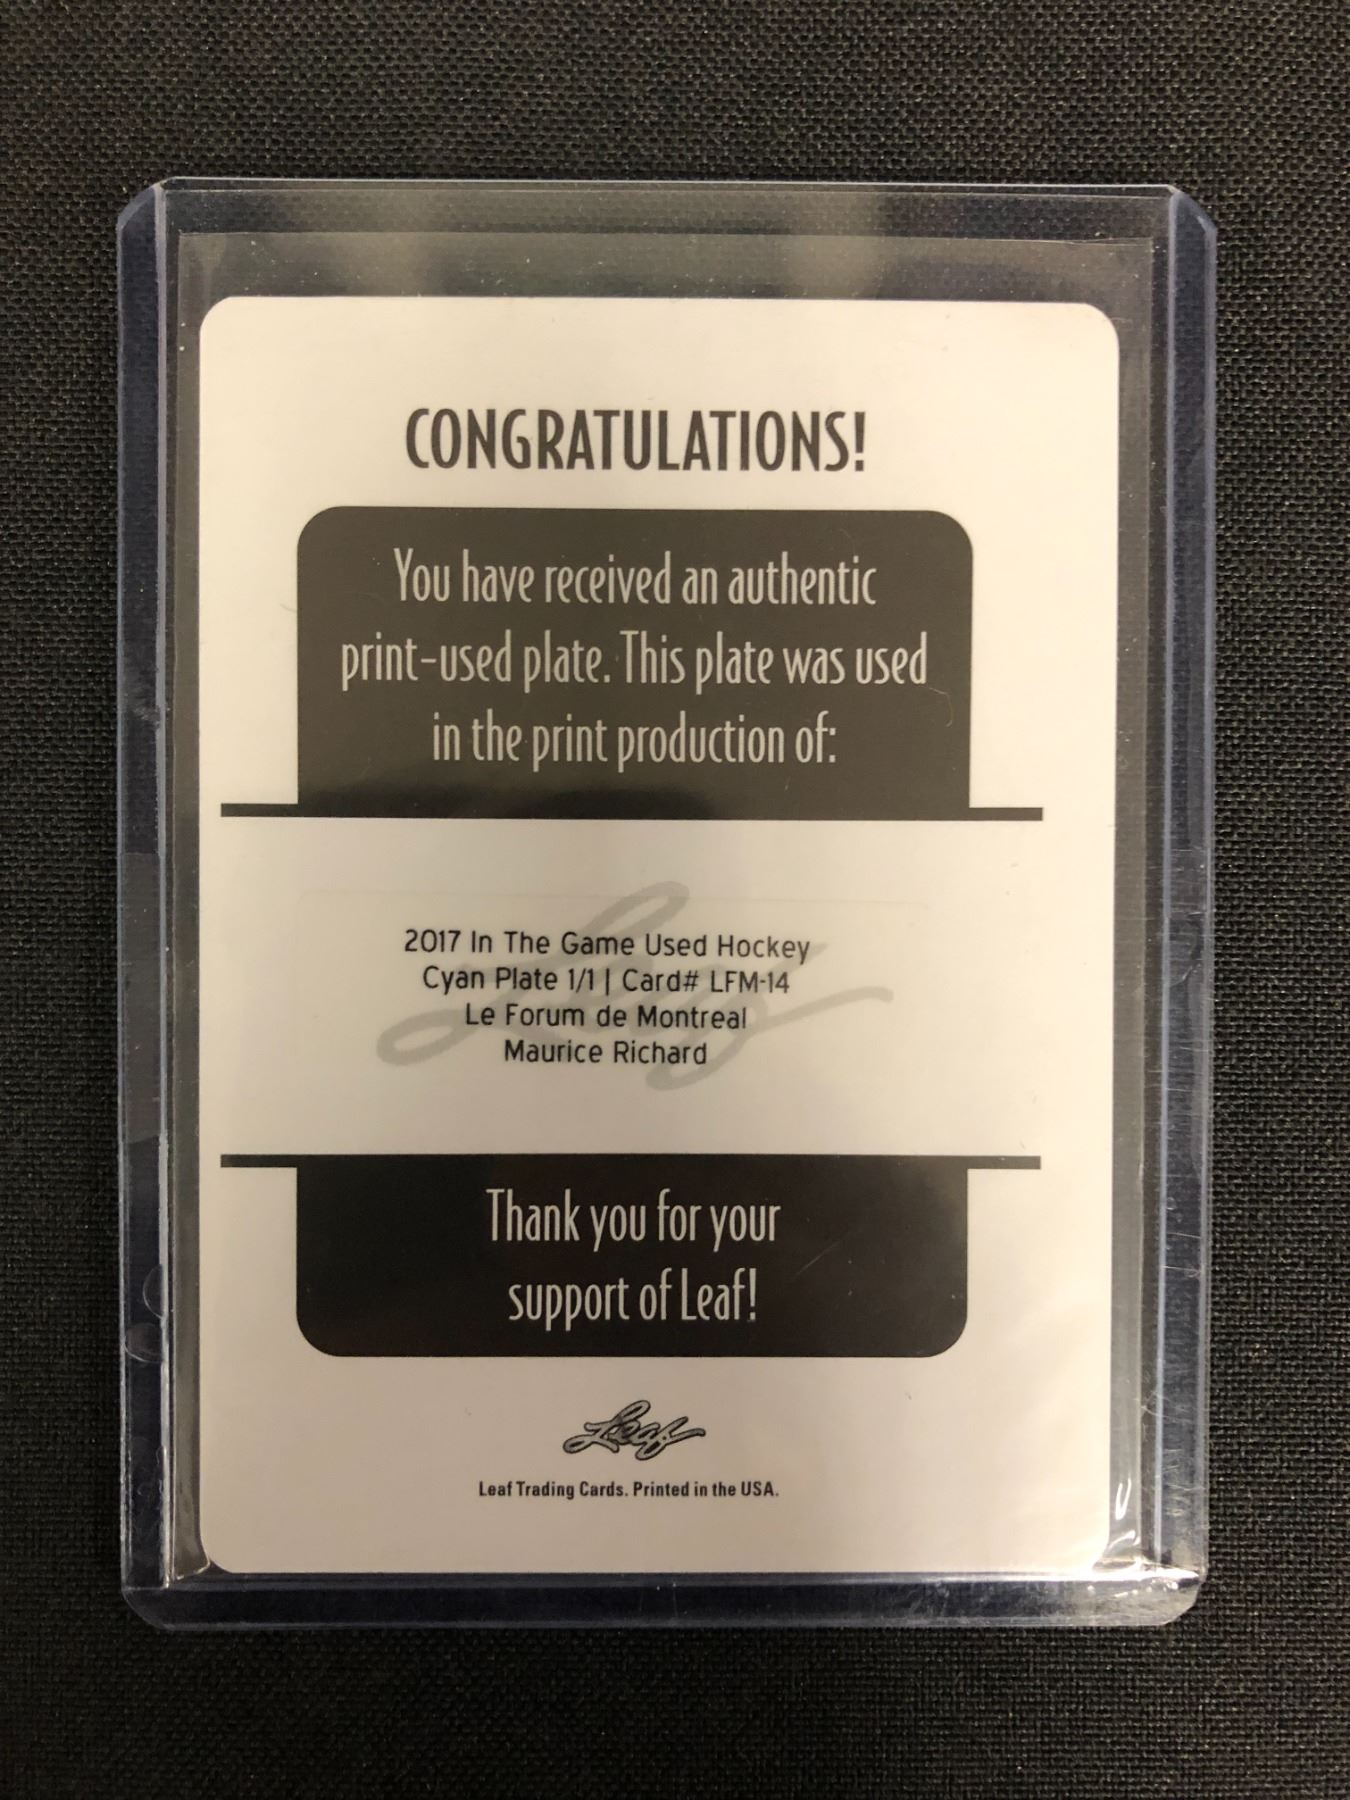 CONGRATULATIONS!
You have received an authentic
print-used plate. This plate was used
in the print production of:
Leaf
2017 In The Game Used Hockey
Cyan Plate 1/1 | Card# LFM-14
Le Forum de Montreal
Maurice Richard
Thank you for your
support of Leaf!
Leaf
Leaf Trading Cards. Printed in the USA.